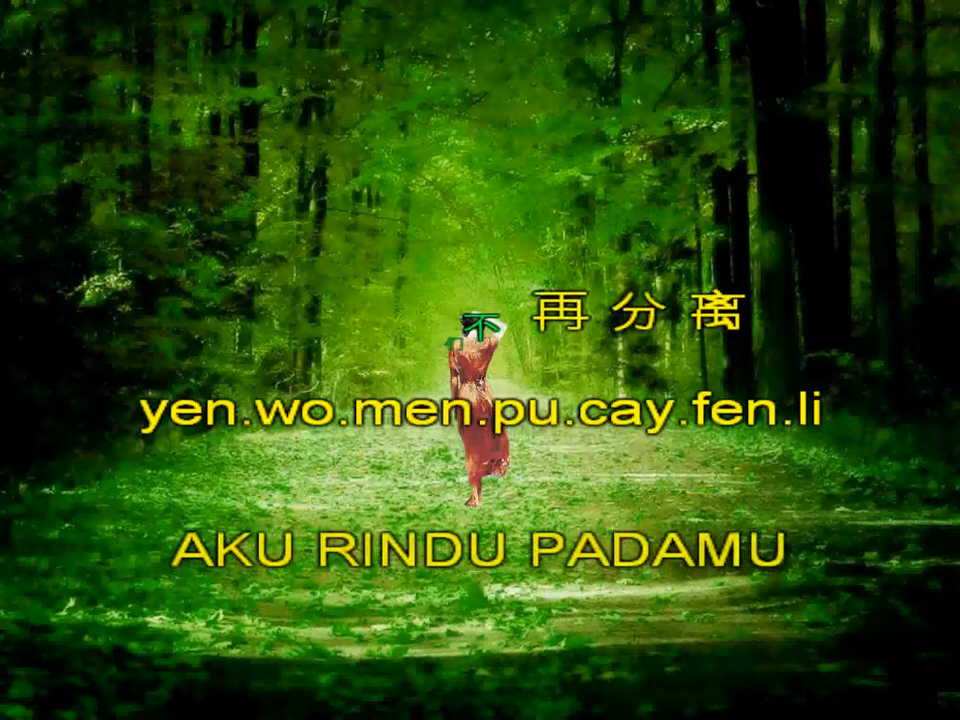 不 再 分 离
yen.wo.men.pu.cay.fen.li
AKU RINDU PADAMU